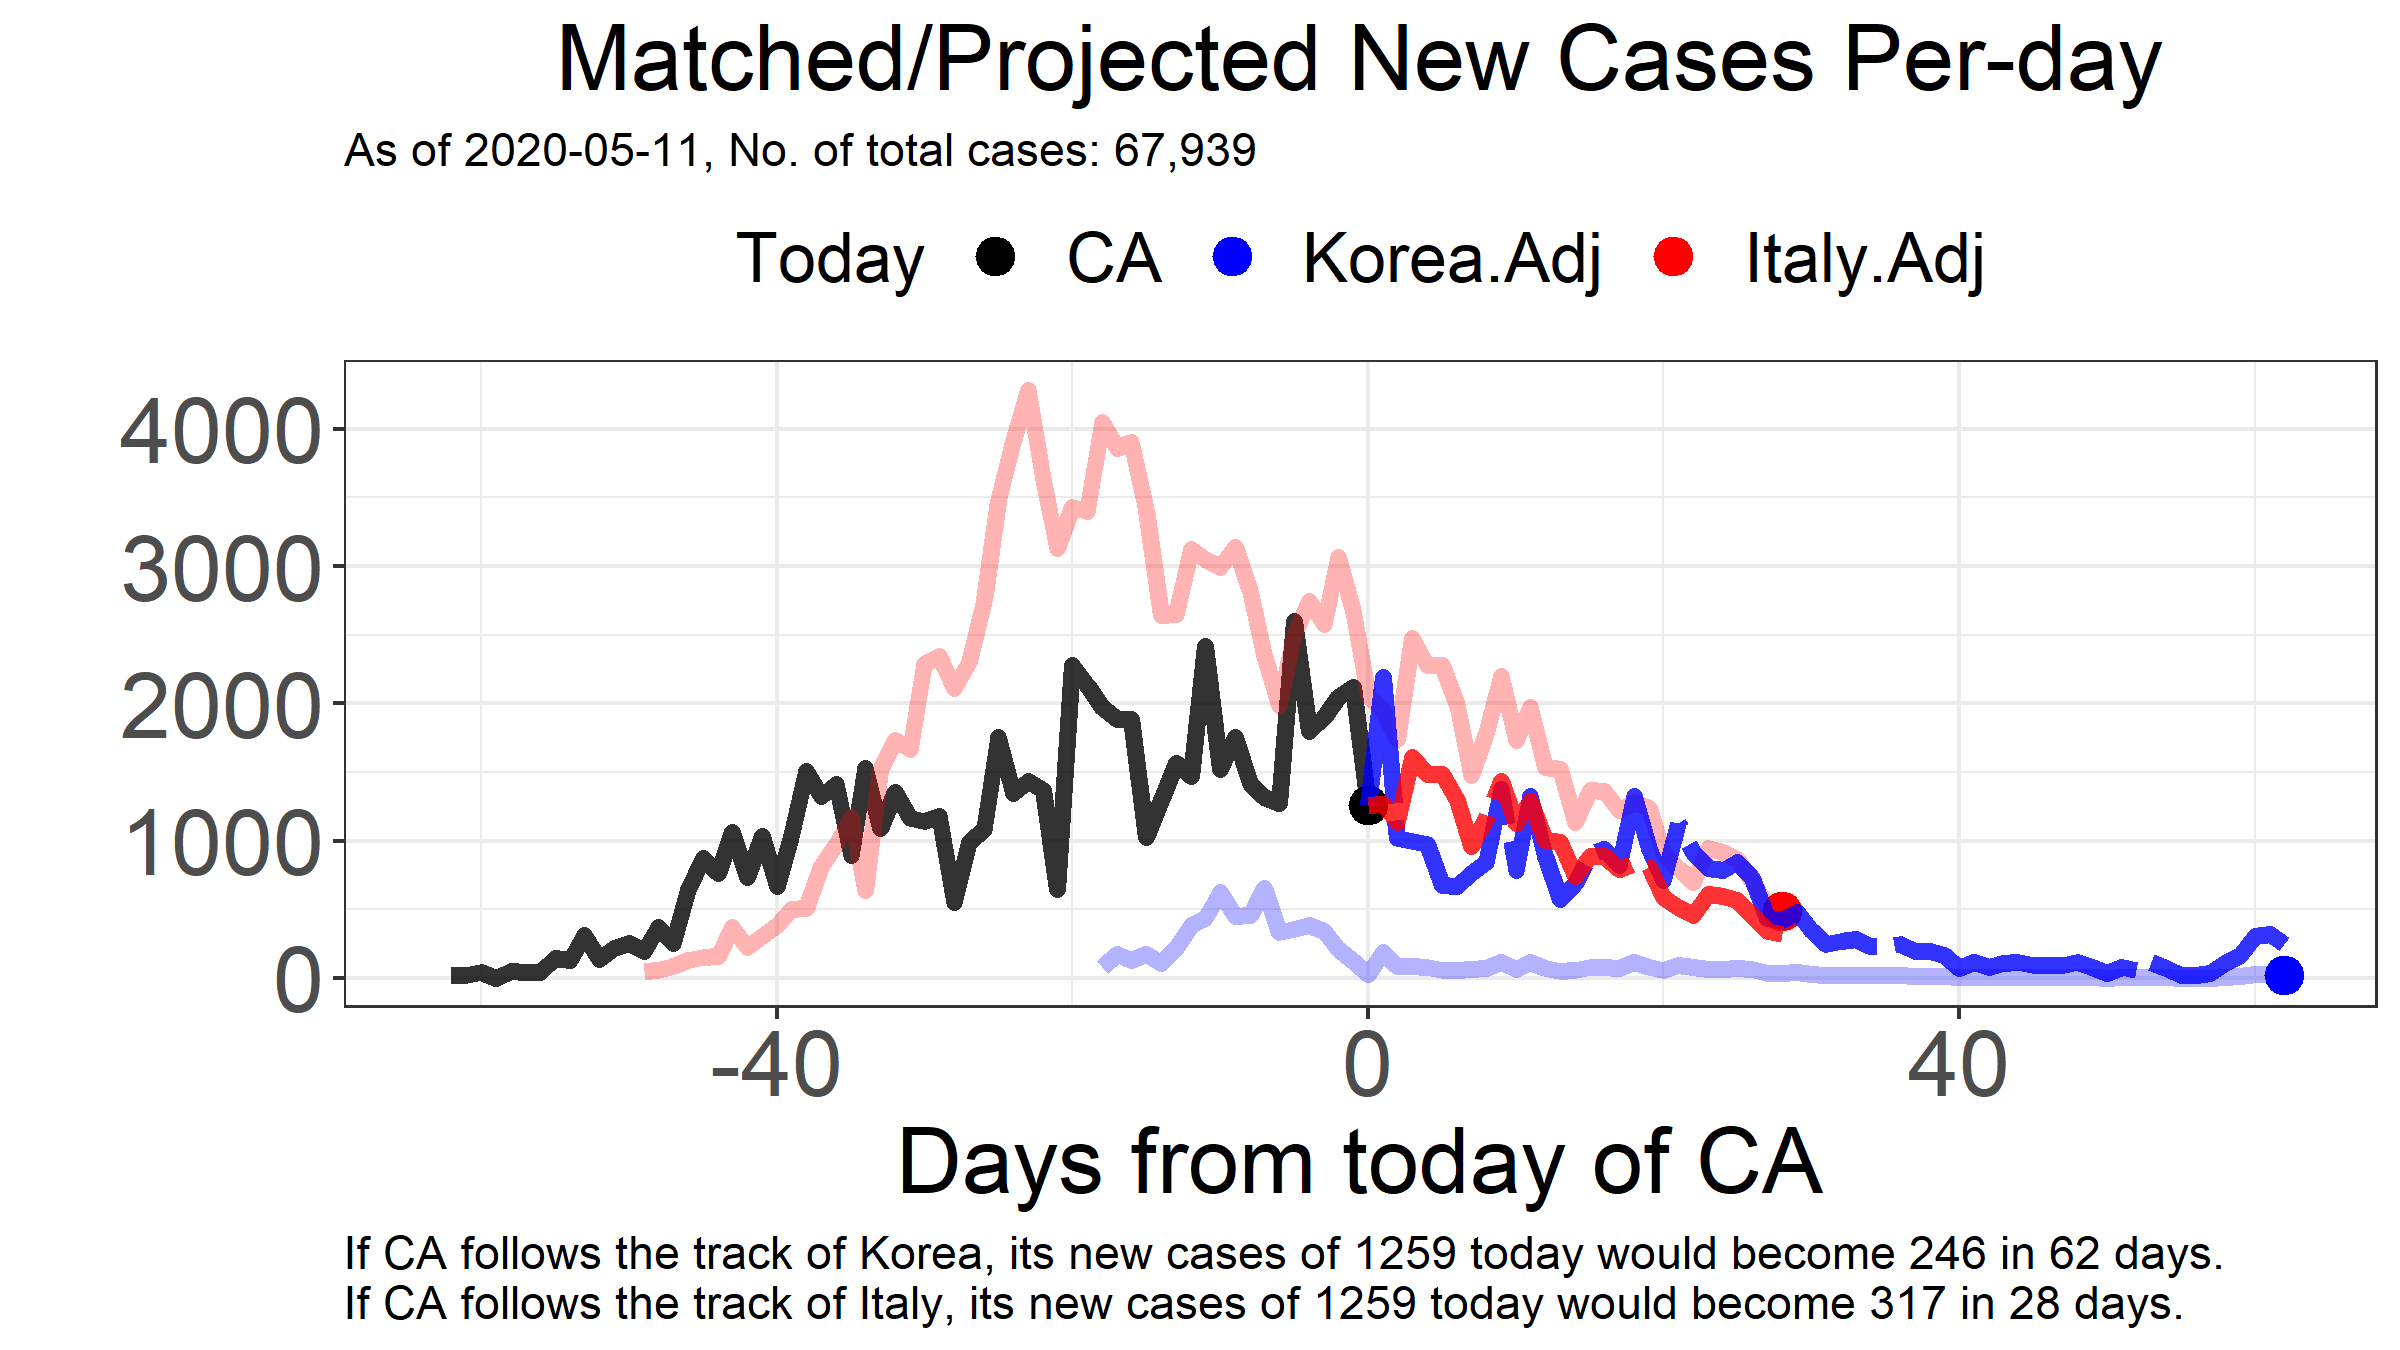 Matched/Projected New Cases Per-day
As of 2020-05-11, No. of total cases: 67,939
Today CA Korea.Adj Italy.Adj
4000
3000
2000
1000
0
-40 0 40
Days from today of CA
If CA follows the track of Korea, its new cases of 1259 today would become 246 in 62 days.
If CA follows the track of Italy, its new cases of 1259 today would become 317 in 28 days.